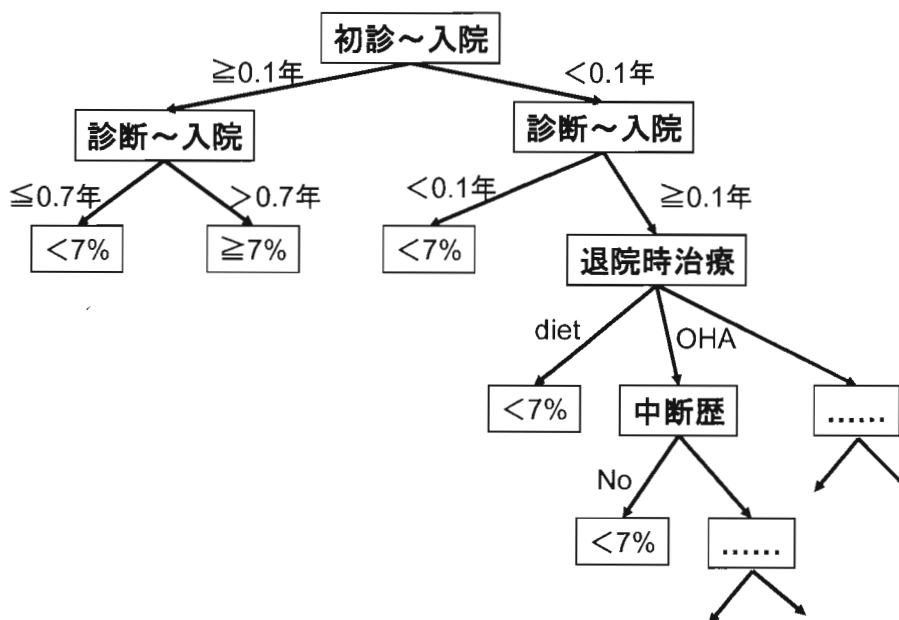 初診～入院
≧0.1年
＜0.1年
診断～入院
診断～入院
≦0.7年
＞0.7年
＜0.1年
≧0.1年
＜7%
≧7%
＜7%
退院時治療
diet
OHA
＜7%
中断歴
......
No
＜7%
......